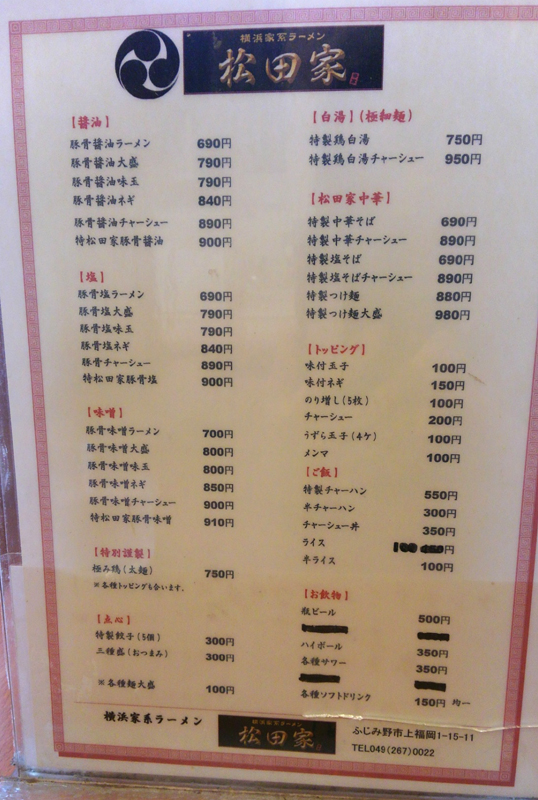 横浜家系ラーメン
松田家
【醤油】
豚骨醤油ラーメン 690円
豚骨醤油大盛 790円
豚骨醤油味玉 790円
豚骨醤油ネギ 840円
豚骨醤油チャーシュー 890円
特松田家豚骨醤油 900円
【塩】
豚骨塩ラーメン 690円
豚骨塩大盛 790円
豚骨塩味玉 790円
豚骨塩ネギ 840円
豚骨チャーシュー 890円
特松田家豚骨塩 900円
【味噌】
豚骨味噌ラーメン 700円
豚骨味噌大盛 800円
豚骨味噌味玉 800円
豚骨味噌ネギ 850円
豚骨味噌チャーシュー 900円
特松田家豚骨味噌 910円
【特別謹製】
極み鶏(太麺) 750円
※各種トッピングも合います。
【点心】
特製餃子(5個) 300円
三種盛(おつまみ) 300円
※各種麺大盛 100円
【白湯】(極細麺)
特製鶏白湯 750円
特製鶏白湯チャーシュー 950円
【松田家中華】
特製中華そば 690円
特製中華チャーシュー 890円
特製塩そば 690円
特製塩そばチャーシュー 890円
特製つけ麺 880円
特製つけ麺大盛 980円
【トッピング】
味付玉子 100円
味付ネギ 150円
のり増し(5枚) 100円
チャーシュー 200円
うずら玉子(4ケ) 100円
メンマ 100円
【ご飯】
特製チャーハン 550円
半チャーハン 300円
チャーシュー丼 350円
ライス 100円
半ライス 100円
【お飲物】
瓶ビール 500円
ハイボール 350円
各種サワー 350円
各種ソフトドリンク 150円 均一
横浜家系ラーメン
横浜家系ラーメン
松田家
ふじみ野市上福岡1-15-11
TEL049(267)0022